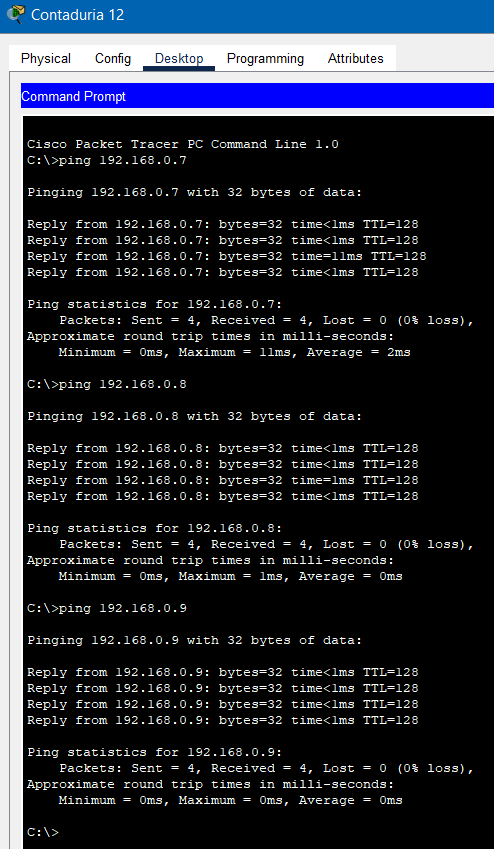 Contaduria 12
Physical Config Desktop Programming Attributes
Command Prompt
Cisco Packet Tracer PC Command Line 1.0
C:\>ping 192.168.0.7
Pinging 192.168.0.7 with 32 bytes of data:
Reply from 192.168.0.7: bytes=32 time<1ms TTL=128
Reply from 192.168.0.7: bytes=32 time<1ms TTL=128
Reply from 192.168.0.7: bytes=32 time=11ms TTL=128
Reply from 192.168.0.7: bytes=32 time<1ms TTL=128
Ping statistics for 192.168.0.7:
Packets: Sent = 4, Received = 4, Lost = 0 (0% loss),
Approximate round trip times in milli-seconds:
Minimum = 0ms, Maximum = 11ms, Average = 2ms
C:\>ping 192.168.0.8
Pinging 192.168.0.8 with 32 bytes of data:
Reply from 192.168.0.8: bytes=32 time<1ms TTL=128
Reply from 192.168.0.8: bytes=32 time<1ms TTL=128
Reply from 192.168.0.8: bytes=32 time=1ms TTL=128
Reply from 192.168.0.8: bytes=32 time<1ms TTL=128
Ping statistics for 192.168.0.8:
Packets: Sent = 4, Received = 4, Lost = 0 (0% loss),
Approximate round trip times in milli-seconds:
Minimum = 0ms, Maximum = 1ms, Average = 0ms
C:\>ping 192.168.0.9
Pinging 192.168.0.9 with 32 bytes of data:
Reply from 192.168.0.9: bytes=32 time<1ms TTL=128
Reply from 192.168.0.9: bytes=32 time<1ms TTL=128
Reply from 192.168.0.9: bytes=32 time<1ms TTL=128
Reply from 192.168.0.9: bytes=32 time<1ms TTL=128
Ping statistics for 192.168.0.9:
Packets: Sent = 4, Received = 4, Lost = 0 (0% loss),
Approximate round trip times in milli-seconds:
Minimum = 0ms, Maximum = 0ms, Average = 0ms
C:\>